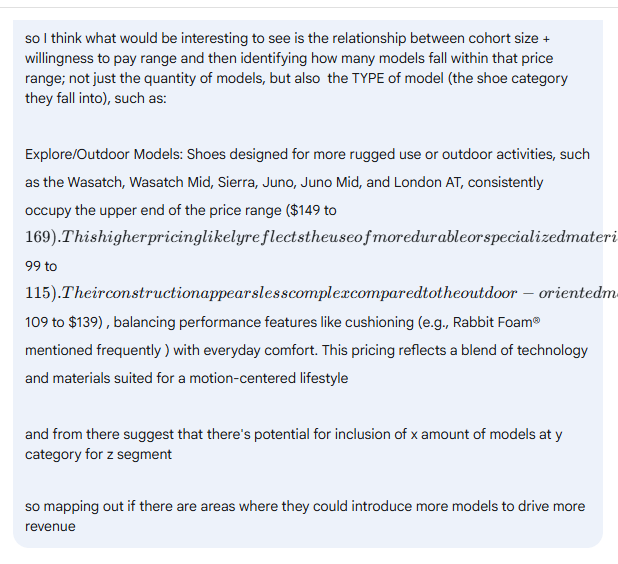 so I think what would be interesting to see is the relationship between cohort size +
willingness to pay range and then identifying how many models fall within that price
range; not just the quantity of models, but also the TYPE of model (the shoe category
they fall into), such as:
Explore/Outdoor Models: Shoes designed for more rugged use or outdoor activities, such
as the Wasatch, Wasatch Mid, Sierra, Juno, Juno Mid, and London AT, consistently
occupy the upper end of the price range ($149 to
169).Thishigherpricinglikelyreflectstheuseofmoredurableorspecializedmateri
99 to
115).Theirconstructionappearslesscomplexcomparedtotheoutdoor − orientedm
109 to $139) , balancing performance features like cushioning (e.g., Rabbit Foam®
mentioned frequently ) with everyday comfort. This pricing reflects a blend of technology
and materials suited for a motion-centered lifestyle
and from there suggest that there's potential for inclusion of x amount of models at y
category for z segment
so mapping out if there are areas where they could introduce more models to drive more
revenue